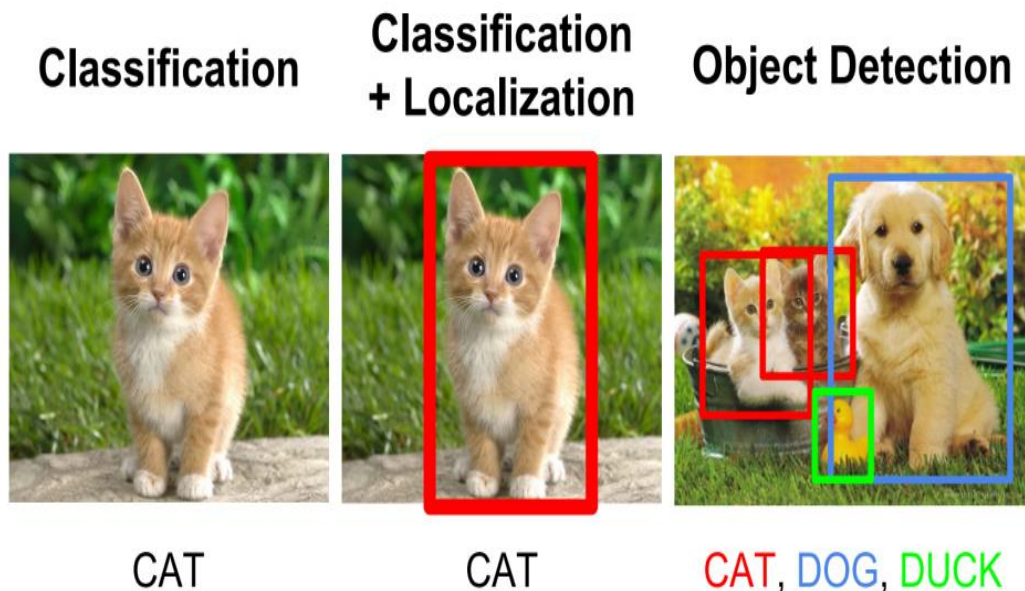 Classification
Classification
+ Localization
Object Detection
CAT
CAT
CAT, DOG, DUCK